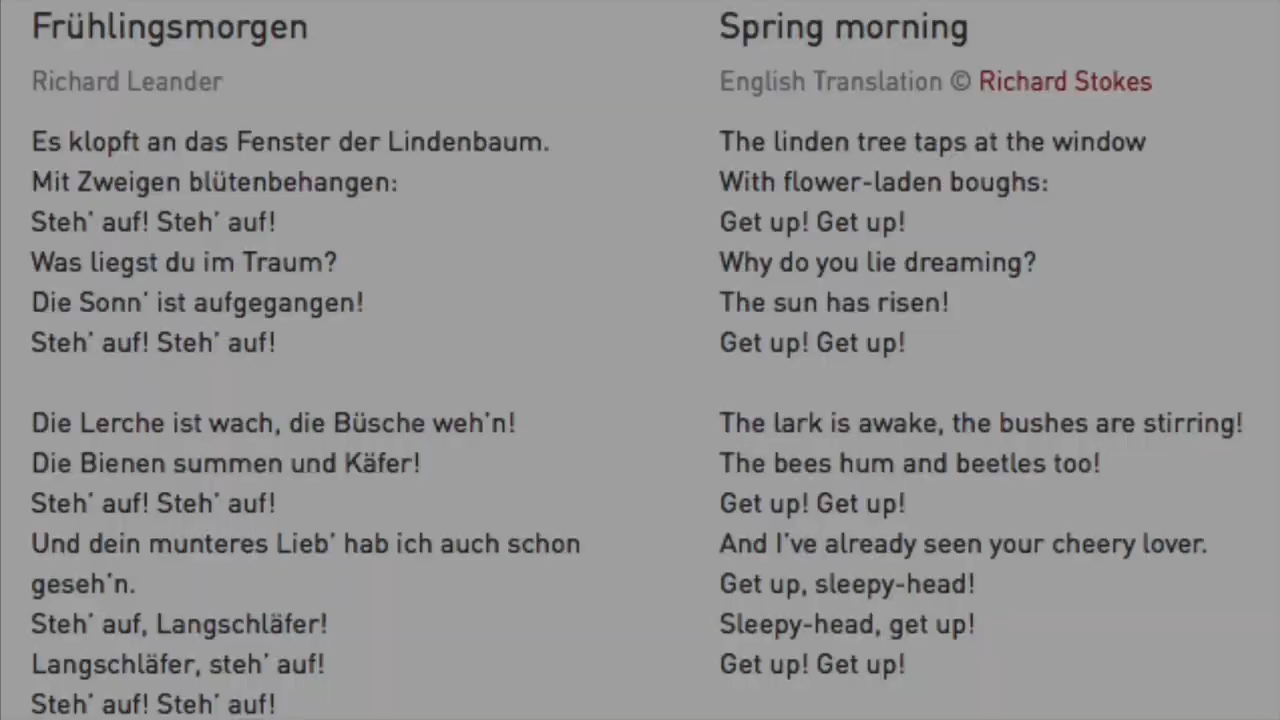 Frühlingsmorgen
Richard Leander
Es klopft an das Fenster der Lindenbaum.
Mit Zweigen blütenbehangen:
Steh' auf! Steh' auf!
Was liegst du im Traum?
Die Sonn' ist aufgegangen!
Steh' auf! Steh' auf!
Die Lerche ist wach, die Büsche weh'n!
Die Bienen summen und Käfer!
Steh' auf! Steh' auf!
Und dein munteres Lieb' hab ich auch schon
geseh'n.
Steh' auf, Langschläfer!
Langschläfer, steh' auf!
Steh' auf! Steh' auf!
Spring morning
English Translation © Richard Stokes
The linden tree taps at the window
With flower-laden boughs:
Get up! Get up!
Why do you lie dreaming?
The sun has risen!
Get up! Get up!
The lark is awake, the bushes are stirring!
The bees hum and beetles too!
Get up! Get up!
And I've already seen your cheery lover.
Get up, sleepy-head!
Sleepy-head, get up!
Get up! Get up!